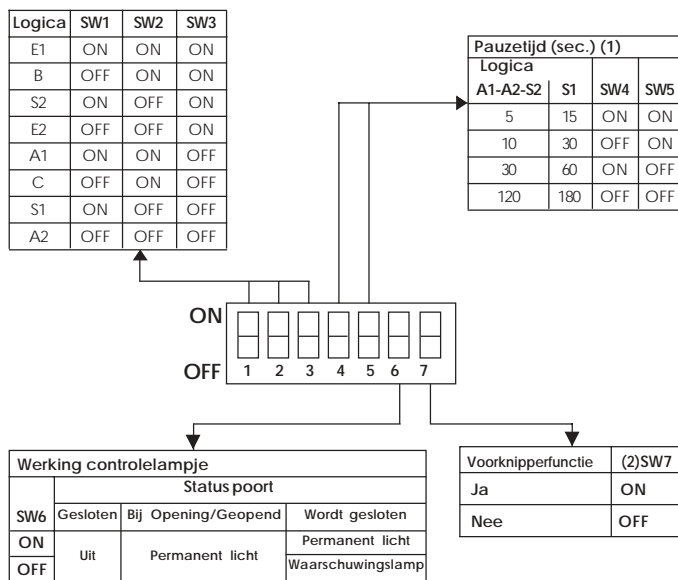 Logica SW1 SW2 SW3
E1 ON ON ON
B OFF ON ON
S2 ON OFF ON
E2 OFF OFF ON
A1 ON ON OFF
C OFF ON OFF
S1 ON OFF OFF
A2 OFF OFF OFF
Pauzetijd (sec.) (1)
Logica
A1-A2-S2 S1 SW4 SW5
5 15 ON ON
10 30 OFF ON
30 60 ON OFF
120 180 OFF OFF
ON
OFF 1 2 3 4 5 6 7
Werking controlelampje
Status poort
SW6 Gesloten Bij Opening/Geopend Wordt gesloten
ON Uit Permanent licht Permanent licht
OFF Waarschuwingslamp
Voorknipperfunctie (2)SW7
Ja ON
Nee OFF